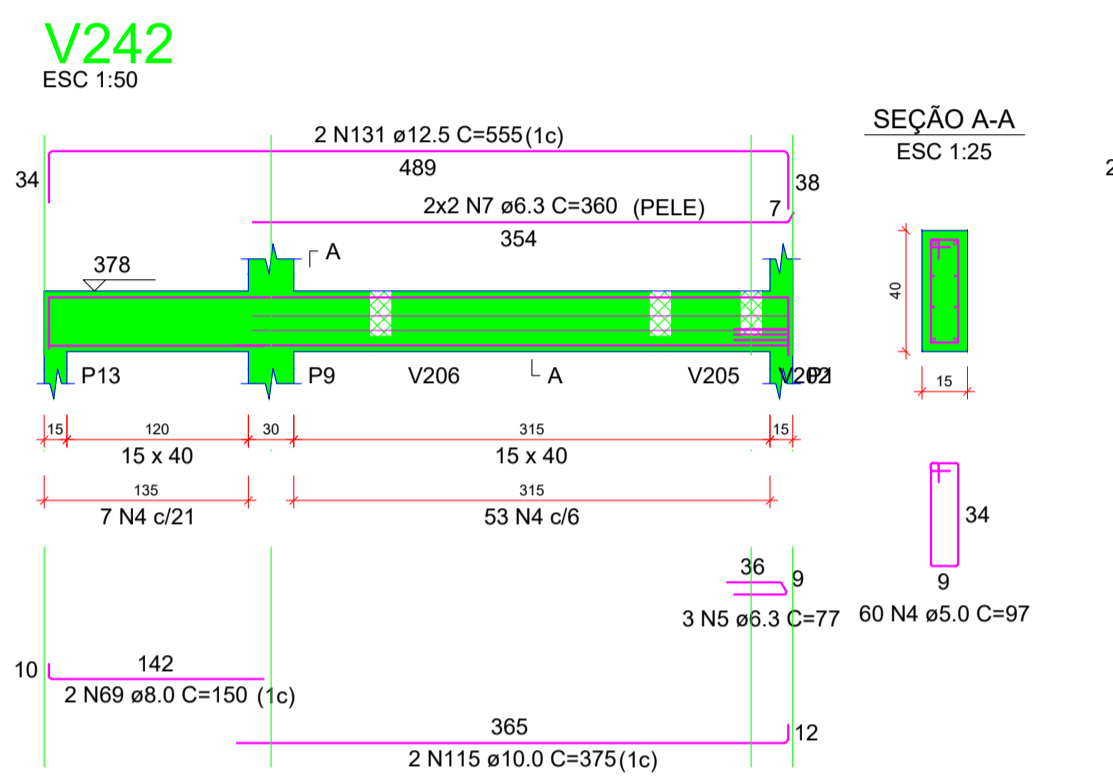 V242
ESC 1:50
2 N131 ø12.5 C=555(1c)
489
34
38
2x2 N7 ø6.3 C=360 (PELE)
7
354
A
378
P13
P9
V206
A
V205
V202
P1
15
120
30
315
15
15 x 40
15 x 40
135
315
7 N4 c/21
53 N4 c/6
36
9
3 N5 ø6.3 C=77
10
142
2 N69 ø8.0 C=150 (1c)
365
12
2 N115 ø10.0 C=375(1c)
SEÇÃO A-A
ESC 1:25
40
15
34
9
60 N4 ø5.0 C=97
2